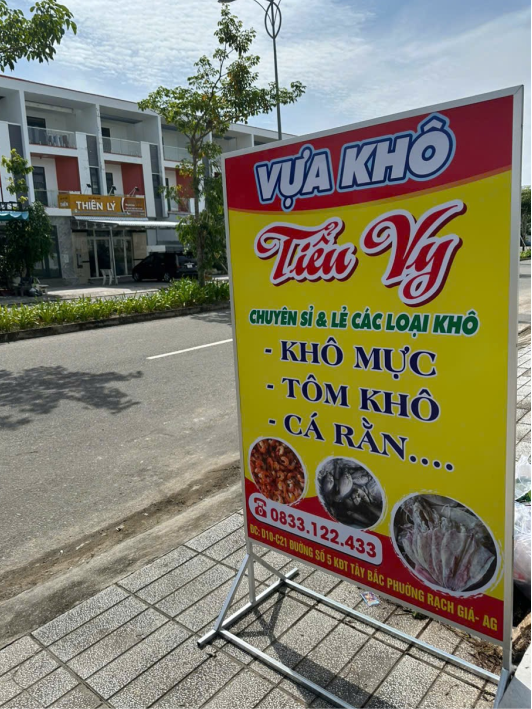 THIÊN LÝ
VỰA KHÔ
Tiểu Vy
CHUYÊN SỈ & LẺ CÁC LOẠI KHÔ
- KHÔ MỰC
- TÔM KHÔ
- CÁ RẰN....
0833.122.433
ĐC: D10-C21 ĐƯỜNG SỐ 5 KĐT TÂY BẮC PHƯỜNG RẠCH GIÁ- AG